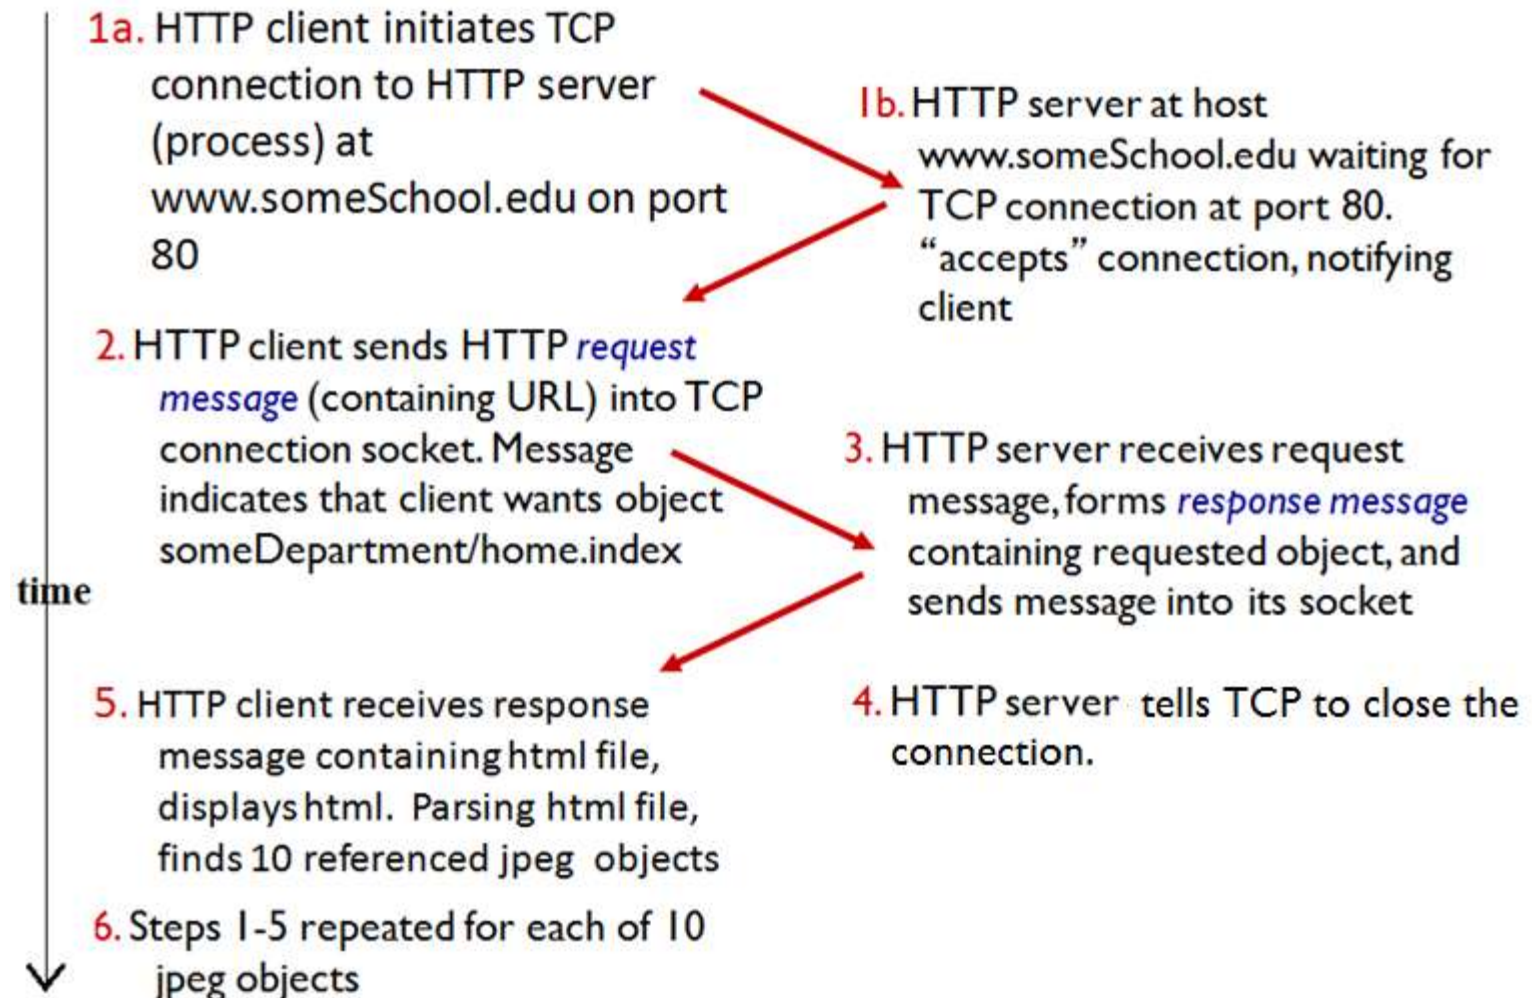 1a. HTTP client initiates TCP
connection to HTTP server
(process) at
www.someSchool.edu on port
80
1b. HTTP server at host
www.someSchool.edu waiting for
TCP connection at port 80.
“accepts” connection, notifying
client
2. HTTP client sends HTTP request
message (containing URL) into TCP
connection socket. Message
indicates that client wants object
someDepartment/home.index
3. HTTP server receives request
message, forms response message
containing requested object, and
sends message into its socket
time
4. HTTP server tells TCP to close the
connection.
5. HTTP client receives response
message containing html file,
displays html. Parsing html file,
finds 10 referenced jpeg objects
6. Steps 1-5 repeated for each of 10
jpeg objects